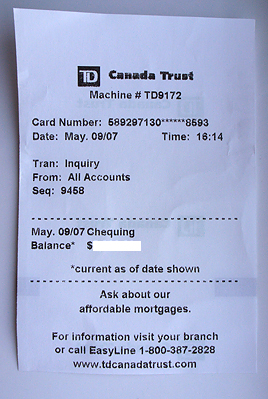 TD Canada Trust
Machine # TD9172
Card Number: 589297130******8593
Date: May. 09/07 Time: 16:14
Tran: Inquiry
From: All Accounts
Seq: 9458
May. 09/07 Chequing
Balance* $
*current as of date shown
Ask about our
affordable mortgages.
For information visit your branch
or call EasyLine 1-800-387-2828
www.tdcanadatrust.com